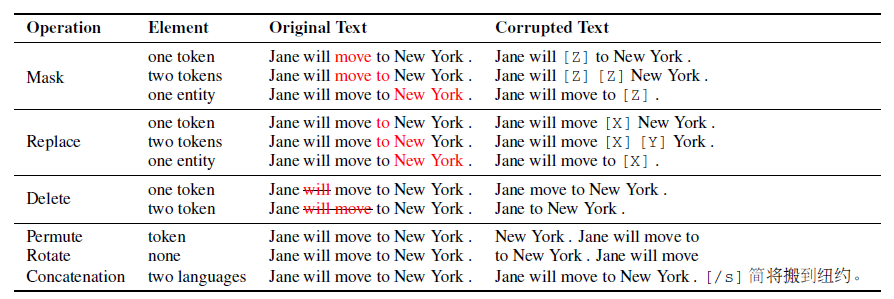 Operation Element Original Text Corrupted Text
one token Jane will move to New York . Jane will [Z] to New York .
Mask two tokens Jane will move to New York . Jane will [Z] [Z] New York .
one entity Jane will move to New York . Jane will move to [Z] .
one token Jane will move to New York . Jane will move [X] New York .
Replace two tokens Jane will move to New York . Jane will move [X] [Y] York .
one entity Jane will move to New York . Jane will move to [X] .
Delete one token Jane will move to New York . Jane move to New York .
two token Jane will move to New York . Jane to New York .
Permute token Jane will move to New York . New York . Jane will move to
Rotate none Jane will move to New York . to New York . Jane will move
Concatenation two languages Jane will move to New York . Jane will move to New York . [/s] 简将搬到纽约。